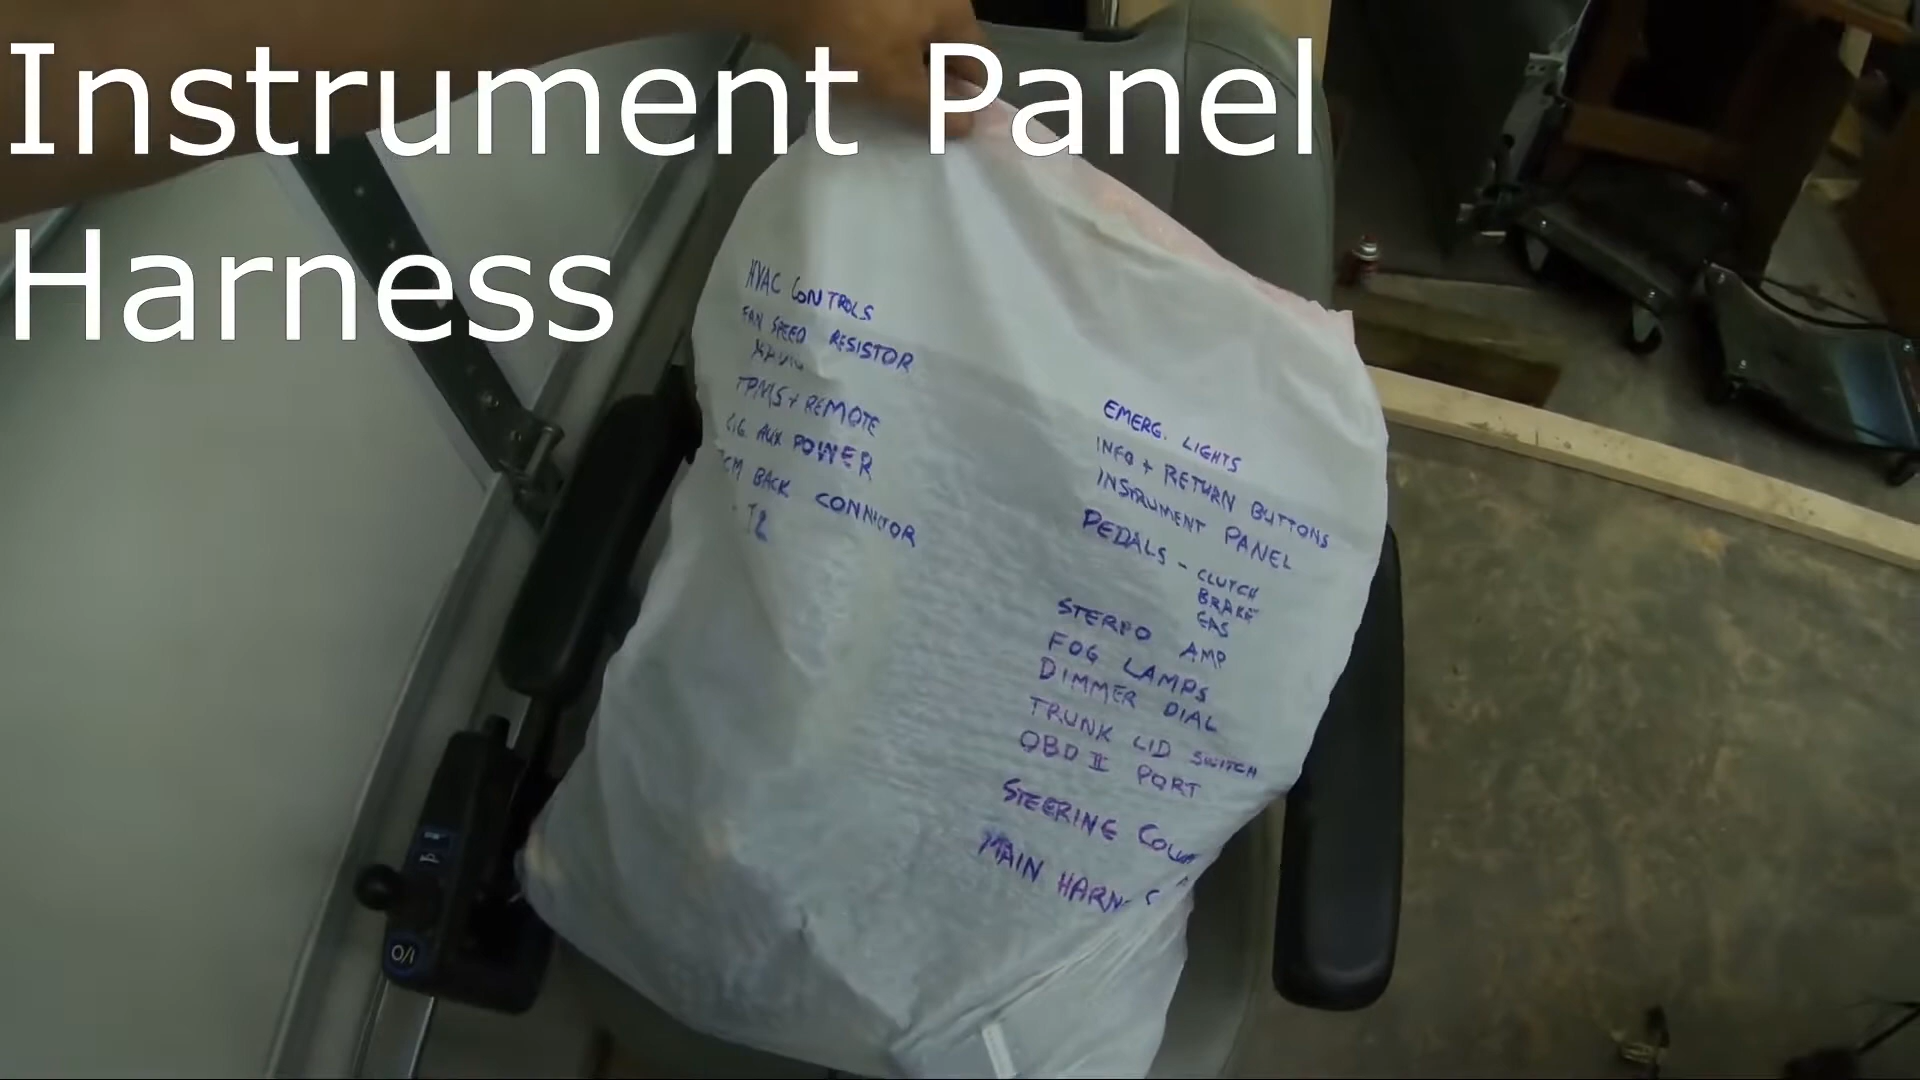 Instrument Panel
Harness
HVAC CONTROLS
FAN SPEED RESISTOR
TPMS + REMOTE
CIG. AUX POWER
BACK
EMERG. LIGHTS
INFO + RETURN BUTTONS
INSTRUMENT PANEL
PEDALS - CLUTCH
BRAKE
GAS
STEREO AMP
FOG LAMPS
DIMMER DIAL
TRUNK LID SWITCH
OBD II PORT
STEERING
MAIN
O/I